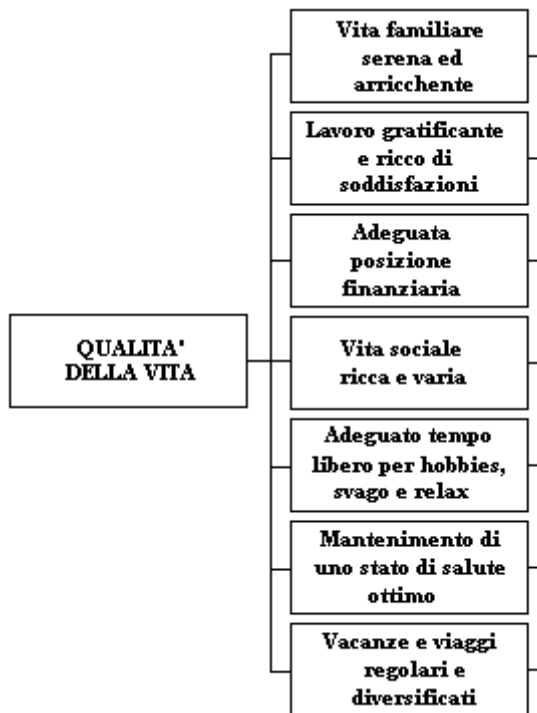 Vita familiare
serena ed
arricchente
Lavoro gratificante
e ricco di
soddisfazioni
Adeguata
posizione
finanziaria
QUALITA'
DELLA VITA
Vita sociale
ricca e varia
Adeguato tempo
libero per hobbies,
svago e relax
Mantenimento di
uno stato di salute
ottimo
Vacanze e viaggi
regolari e
diversificati